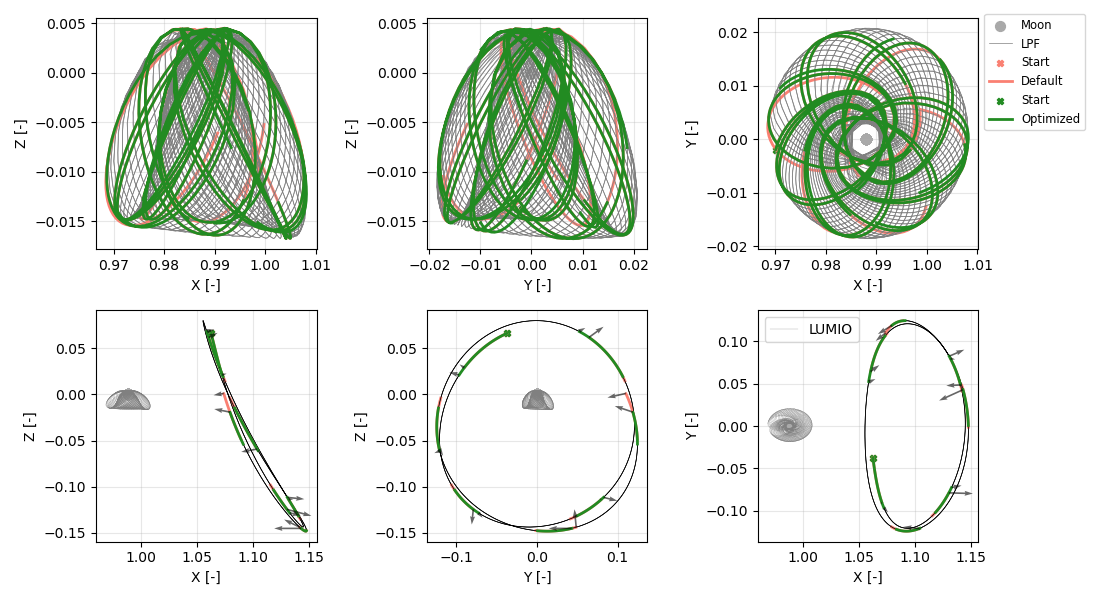 0.005
0.000
−0.005
−0.010
−0.015
Z [-]
0.97
0.98
0.99
1.00
1.01
X [-]
0.005
0.000
−0.005
−0.010
−0.015
Z [-]
−0.02
−0.01
0.00
0.01
0.02
Y [-]
0.02
0.01
0.00
−0.01
−0.02
Y [-]
0.97
0.98
0.99
1.00
1.01
X [-]
Moon
LPF
Start
Default
Start
Optimized
0.05
0.00
−0.05
−0.10
−0.15
Z [-]
1.00
1.05
1.10
1.15
X [-]
0.05
0.00
−0.05
−0.10
−0.15
Z [-]
−0.1
0.0
0.1
Y [-]
LUMIO
0.10
0.05
0.00
−0.05
−0.10
Y [-]
1.00
1.05
1.10
1.15
X [-]